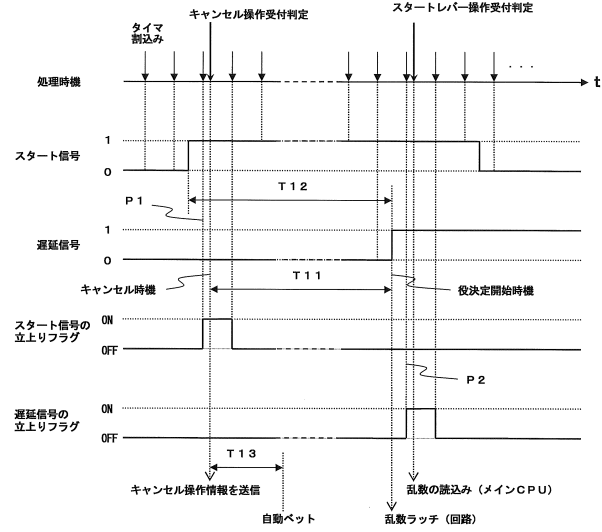 キャンセル操作受付判定
スタートレバー操作受付判定
タイマ
割込み
・・・
処理時機
t
1
スタート信号
0
T12
P1
1
遅延信号
0
T11
キャンセル時機
役決定開始時機
ON
スタート信号の
立上りフラグ
OFF
P2
ON
遅延信号の
立上りフラグ
OFF
T13
キャンセル操作情報を送信
乱数の読込み（メインCPU）
自動ベット
乱数ラッチ（回路）